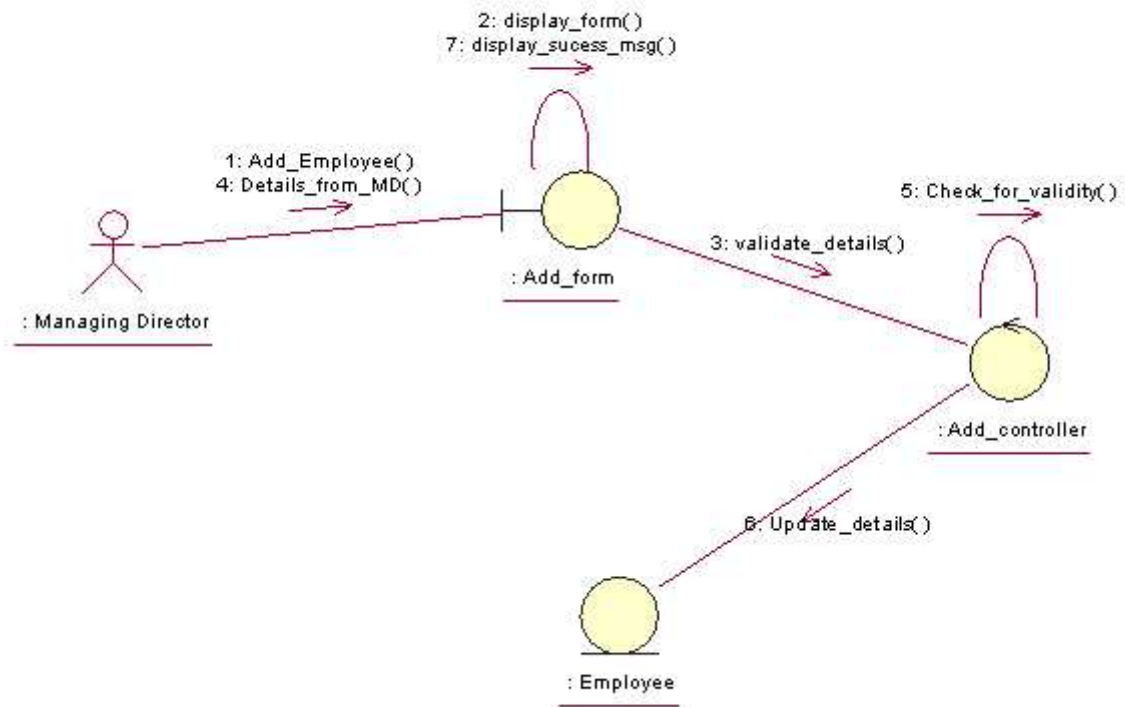 2: display_form()
7: display_sucess_msg()
1: Add_Employee()
4: Details_from_MD()
5: Check_for_validity()
3: validate_details()
: Add_form
: Managing Director
: Add_controller
6: Update_details()
: Employee